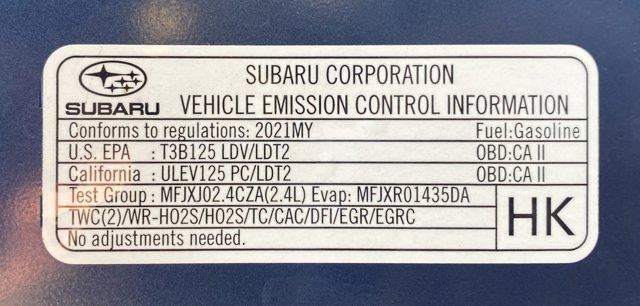 SUBARU CORPORATION
SUBARU VEHICLE EMISSION CONTROL INFORMATION
Conforms to regulations: 2021MY Fuel:Gasoline
U.S. EPA : T3B125 LDV/LDT2 OBD:CA II
California : ULEV125 PC/LDT2 OBD:CA II
Test Group : MFJXJ02.4CZA(2.4L) Evap: MFJXR01435DA
TWC(2)/WR-HO2S/HO2S/TC/CAC/DFI/EGR/EGRC
No adjustments needed.
HK